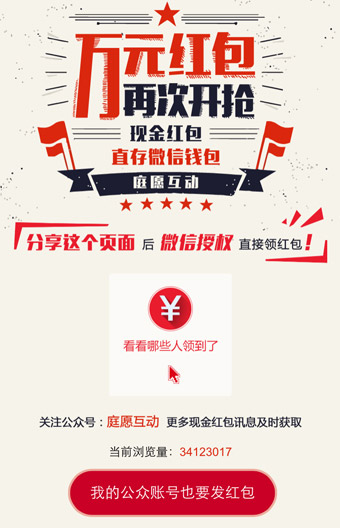 万元红包
再次开抢
现金红包
直存微信钱包
庭愿互动
分享这个页面 后 微信授权 直接领红包！
¥
看看哪些人领到了
关注公众号：庭愿互动 更多现金红包讯息及时获取
当前浏览量：34123017
我的公众账号也要发红包